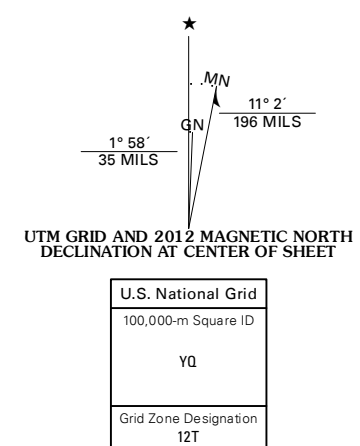 ★
MN
GN
11° 2´
196 MILS
1° 58´
35 MILS
UTM GRID AND 2012 MAGNETIC NORTH
DECLINATION AT CENTER OF SHEET
U.S. National Grid
100,000-m Square ID
YQ
Grid Zone Designation
12T